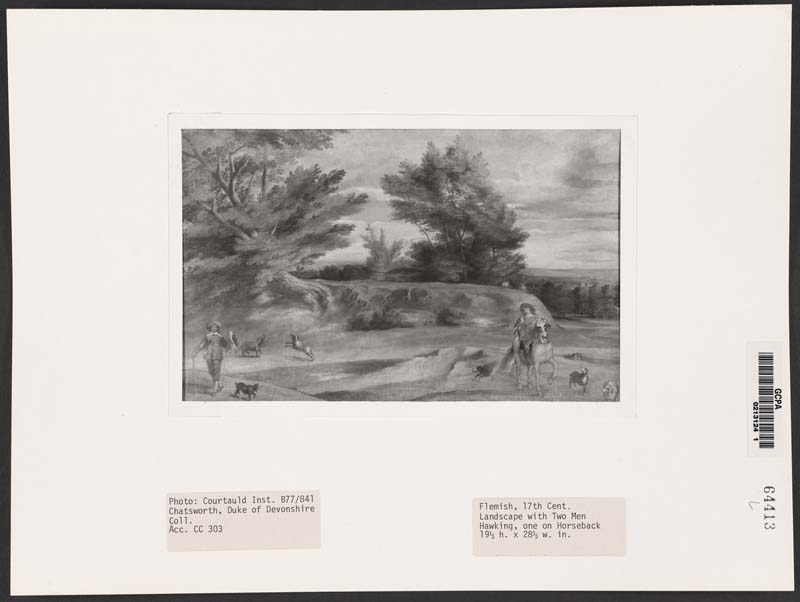 Photo: Courtauld Inst. B77/841
Chatsworth, Duke of Devonshire
Coll.
Acc. CC 303
Flemish, 17th Cent.
Landscape with Two Men
Hawking, one on Horseback
19½ h. x 28½ w. in.
GCPA
0213124 1
64413